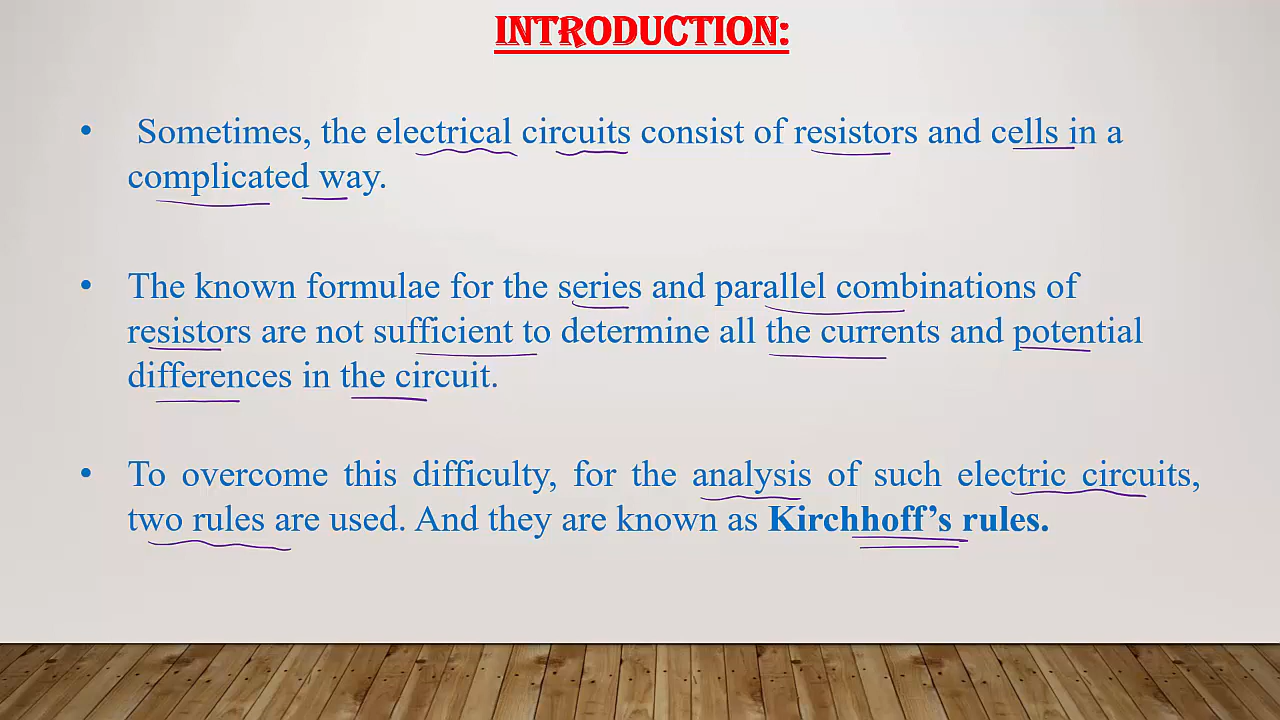 INTRODUCTION:
• Sometimes, the electrical circuits consist of resistors and cells in a
complicated way.
• The known formulae for the series and parallel combinations of
resistors are not sufficient to determine all the currents and potential
differences in the circuit.
• To overcome this difficulty, for the analysis of such electric circuits,
two rules are used. And they are known as Kirchhoff’s rules.